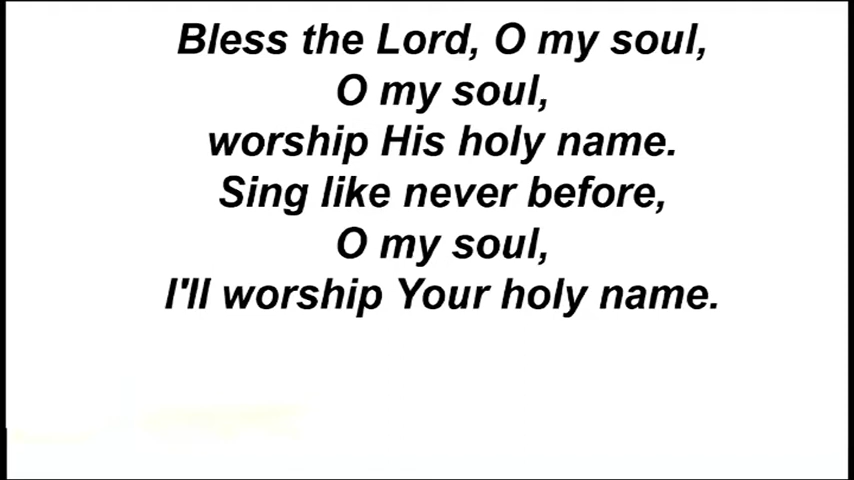 Bless the Lord, O my soul,
O my soul,
worship His holy name.
Sing like never before,
O my soul,
I'll worship Your holy name.